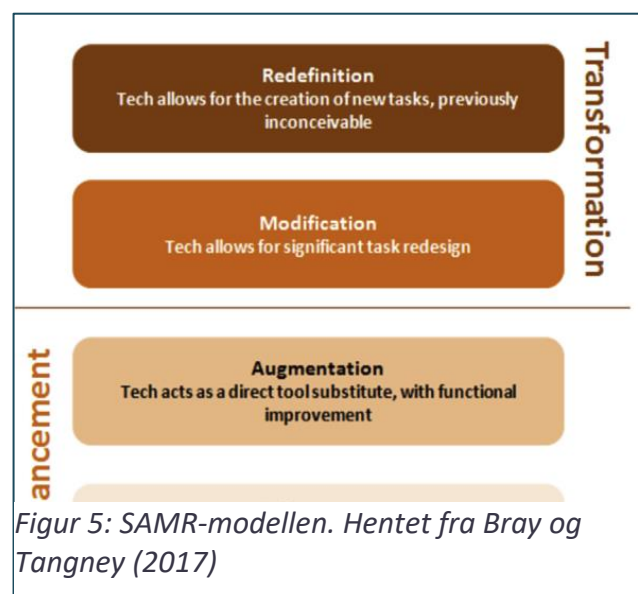 Redefinition
Tech allows for the creation of new tasks, previously
inconceivable
Transformation
Modification
Tech allows for significant task redesign
Augmentation
Tech acts as a direct tool substitute, with functional
improvement
ancement
Figur 5: SAMR-modellen. Hentet fra Bray og
Tangney (2017)